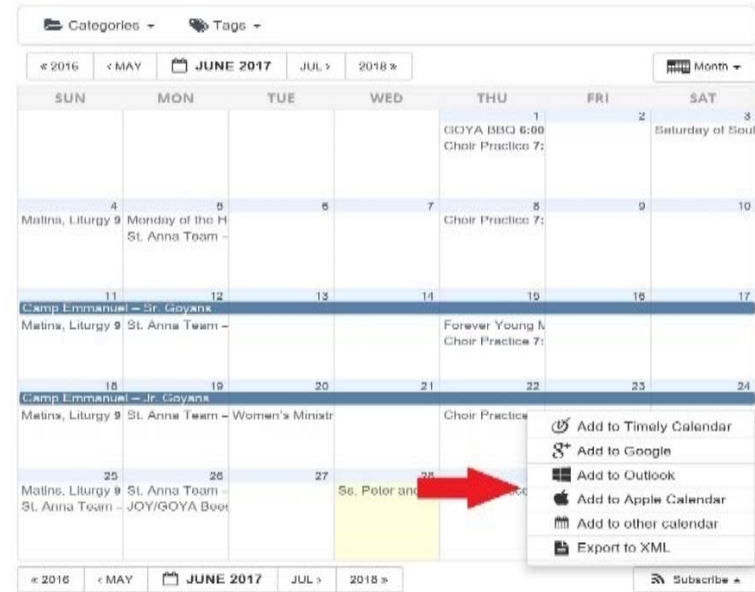 Categories Tags
« 2016 ‹ MAY JUNE 2017 JUL › 2018 » Month
SUN MON TUE WED THU FRI SAT
1 2 3
GOYA BBQ 6:00 Saturday of Soul
Choir Practice 7:
4 5 6 7 8 9 10
Matins, Liturgy 9 Monday of the H Choir Practice 7:
St. Anna Team –
11 12 13 14 15 16 17
Camp Emmanuel – Sr. Goyans
Matins, Liturgy 9 St. Anna Team – Forever Young M
Choir Practice 7:
18 19 20 21 22 23 24
Camp Emmanuel – Jr. Goyans
Matins, Liturgy 9 St. Anna Team – Women's Ministr Choir Practice
Add to Timely Calendar
Add to Google
25 26 27 28
Matins, Liturgy 9 St. Anna Team – Ss. Peter and
St. Anna Team – JOY/GOYA Boos
Add to Outlook
Add to Apple Calendar
Add to other calendar
Export to XML
« 2016 ‹ MAY JUNE 2017 JUL › 2018 » Subscribe